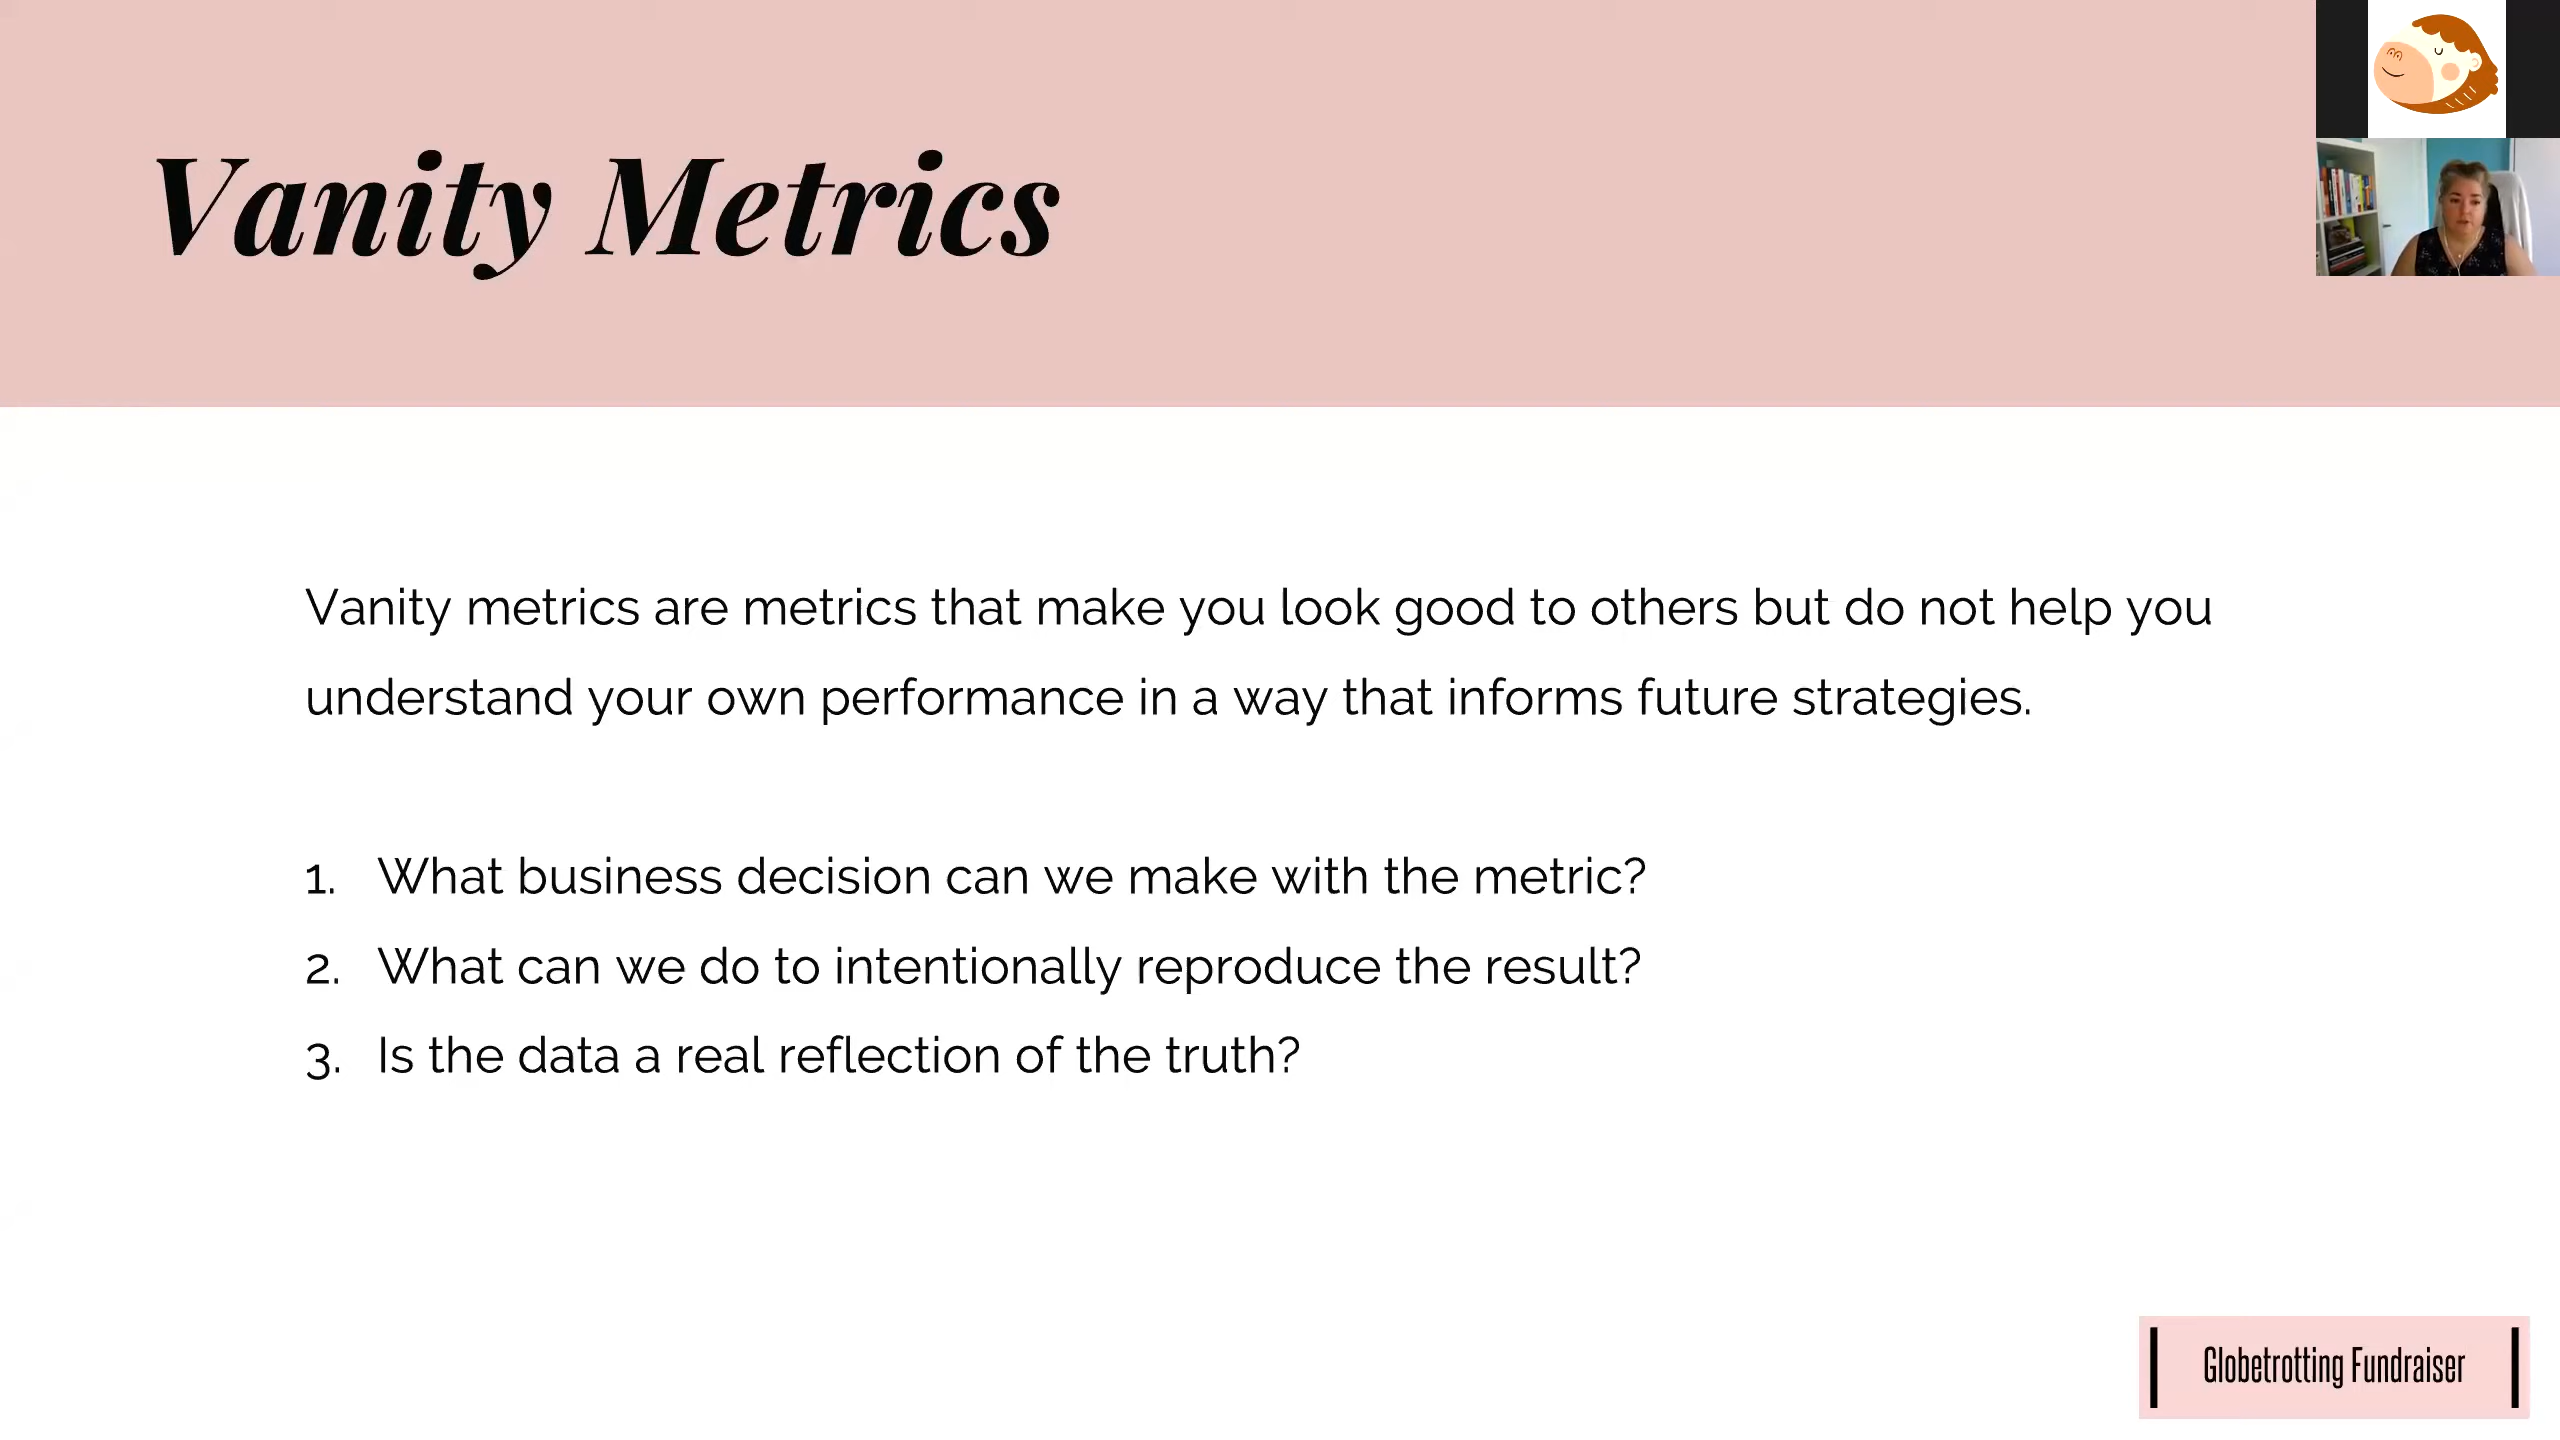 Vanity Metrics
Vanity metrics are metrics that make you look good to others but do not help you
understand your own performance in a way that informs future strategies.
1. What business decision can we make with the metric?
2. What can we do to intentionally reproduce the result?
3. Is the data a real reflection of the truth?
Globetrotting Fundraiser